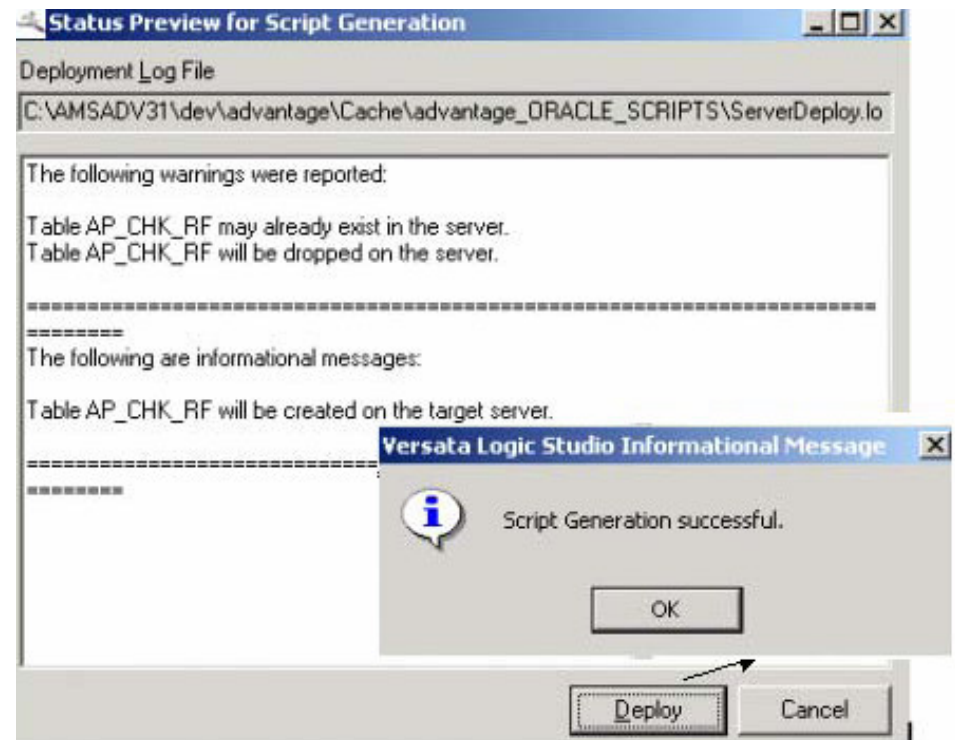 Status Preview for Script Generation
Deployment Log File
C:\AMSADV31\dev\advantage\Cache\advantage_ORACLE_SCRIPTS\ServerDeploy.lo
The following warnings were reported:
Table AP_CHK_RF may already exist in the server.
Table AP_CHK_RF will be dropped on the server.
=======================================================================
========
The following are informational messages:
Table AP_CHK_RF will be created on the target server.
==============================
========
Versata Logic Studio Informational Message
Script Generation successful.
OK
Deploy
Cancel